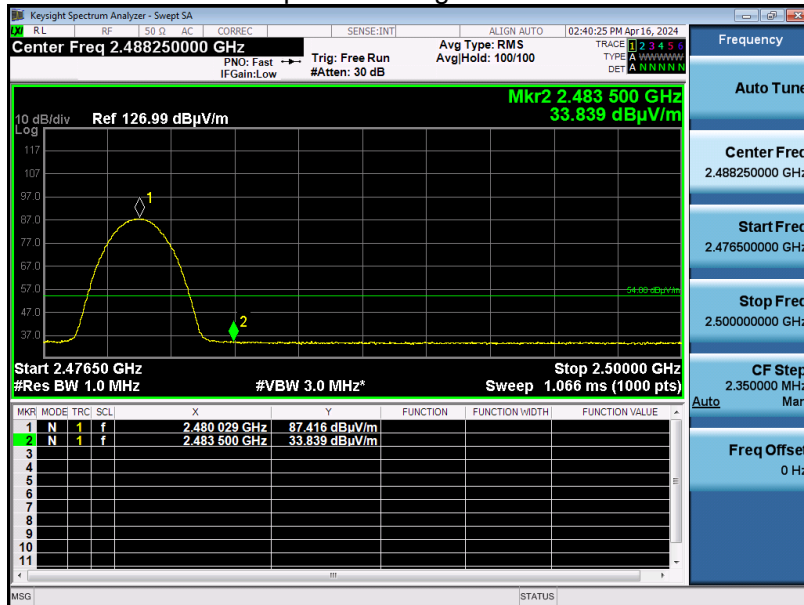 Keysight Spectrum Analyzer - Swept SA
LXI RL RF 50 Ω AC CORREC SENSE:INT ALIGN AUTO 02:40:25 PM Apr 16, 2024
Center Freq 2.488250000 GHz
PNO: Fast
IFGain:Low
Trig: Free Run
#Atten: 30 dB
Avg Type: RMS
Avg|Hold: 100/100
TRACE 1 2 3 4 5 6
TYPE A WWWWW
DET A N N N N N
Mkr2 2.483 500 GHz
33.839 dBµV/m
10 dB/div
Log
Ref 126.99 dBµV/m
117
107
97.0
87.0
77.0
67.0
57.0
47.0
37.0
1
2
54.00 dBµV/m
Start 2.47650 GHz Stop 2.50000 GHz
#Res BW 1.0 MHz #VBW 3.0 MHz* Sweep 1.066 ms (1000 pts)
MKR MODE TRC SCL X Y FUNCTION FUNCTION WIDTH FUNCTION VALUE
1 N 1 f 2.480 029 GHz 87.416 dBµV/m
2 N 1 f 2.483 500 GHz 33.839 dBµV/m
3
4
5
6
7
8
9
10
11
MSG STATUS
Frequency
Auto Tune
Center Freq
2.488250000 GHz
Start Freq
2.476500000 GHz
Stop Freq
2.500000000 GHz
CF Step
2.350000 MHz
Auto Man
Freq Offset
0 Hz